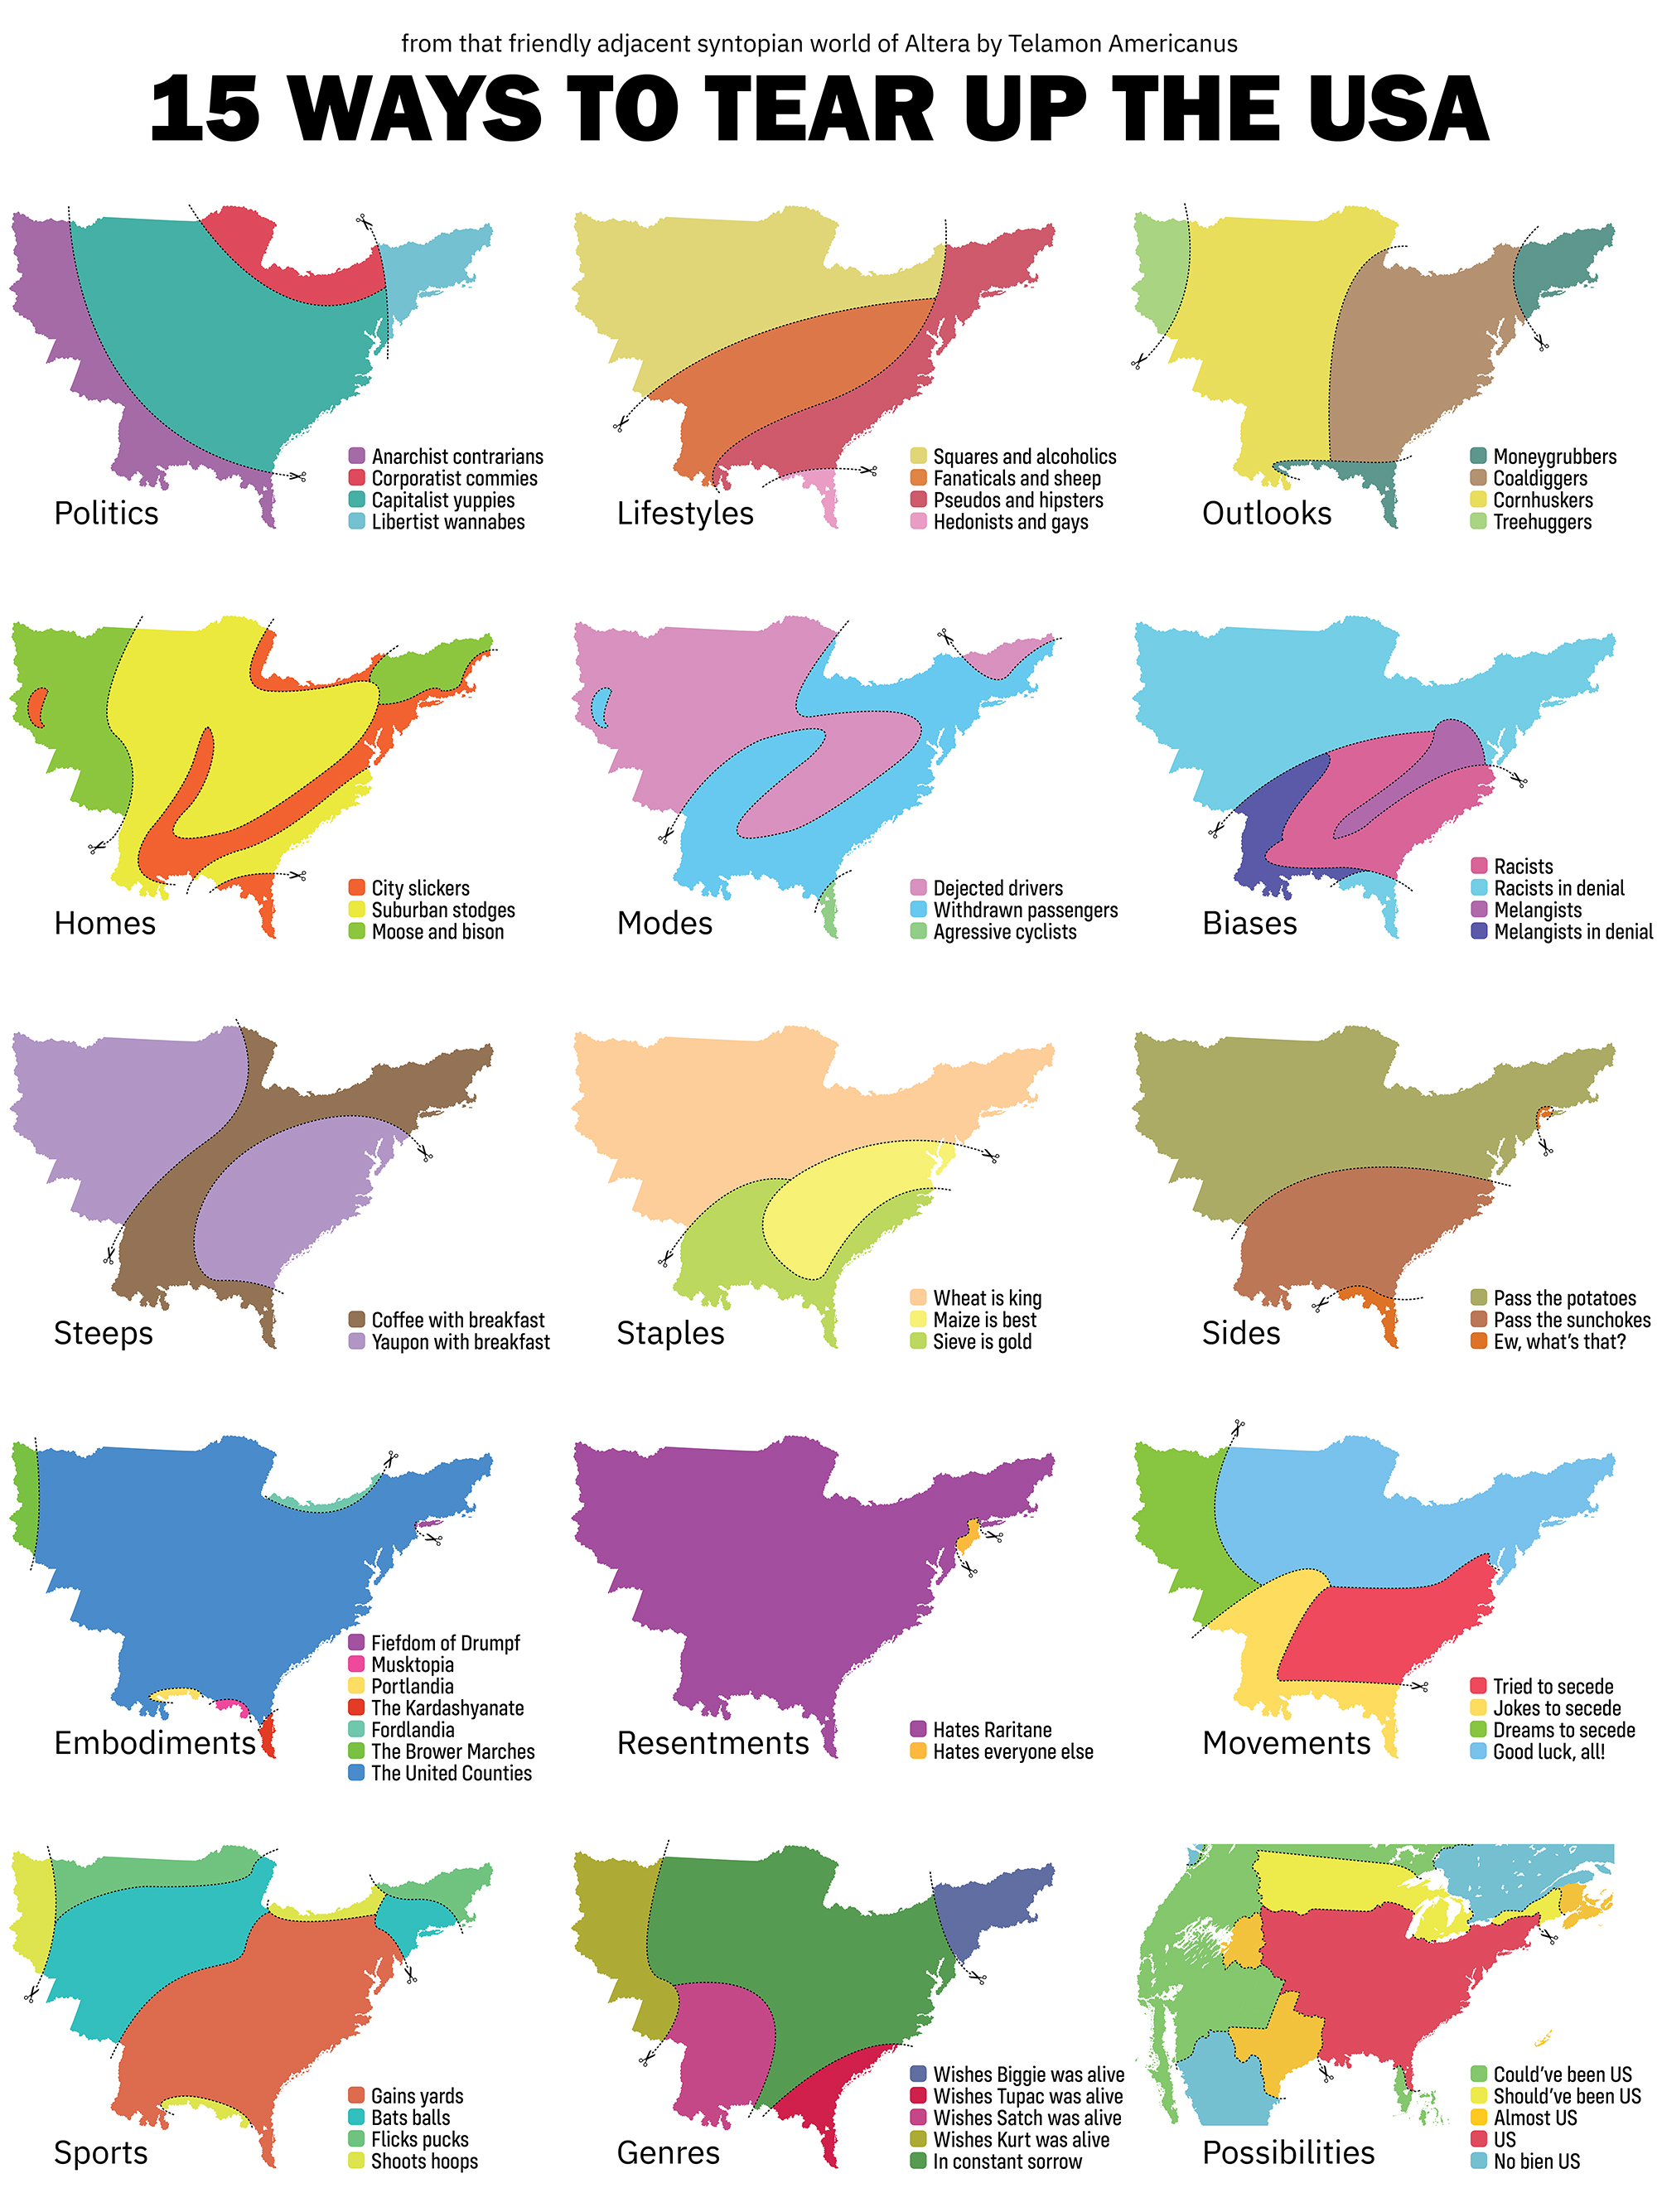 from that friendly adjacent syntopian world of Altera by Telamon Americanus
15 WAYS TO TEAR UP THE USA
Politics
Anarchist contrarians
Corporatist commies
Capitalist yuppies
Libertist wannabes
Lifestyles
Squares and alcoholics
Fanaticals and sheep
Pseudos and hipsters
Hedonists and gays
Outlooks
Moneygrubbers
Coaldiggers
Cornhuskers
Treehuggers
Homes
City slickers
Suburban stodges
Moose and bison
Modes
Dejected drivers
Withdrawn passengers
Agressive cyclists
Biases
Racists
Racists in denial
Melangists
Melangists in denial
Steeps
Coffee with breakfast
Yaupon with breakfast
Staples
Wheat is king
Maize is best
Sieve is gold
Sides
Pass the potatoes
Pass the sunchokes
Ew, what's that?
Embodiments
Fiefdom of Drumpf
Musktopia
Portlandia
The Kardashyanate
Fordlandia
The Brower Marches
The United Counties
Resentments
Hates Raritane
Hates everyone else
Movements
Tried to secede
Jokes to secede
Dreams to secede
Good luck, all!
Sports
Gains yards
Bats balls
Flicks pucks
Shoots hoops
Genres
Wishes Biggie was alive
Wishes Tupac was alive
Wishes Satch was alive
Wishes Kurt was alive
In constant sorrow
Possibilities
Could've been US
Should've been US
Almost US
US
No bien US